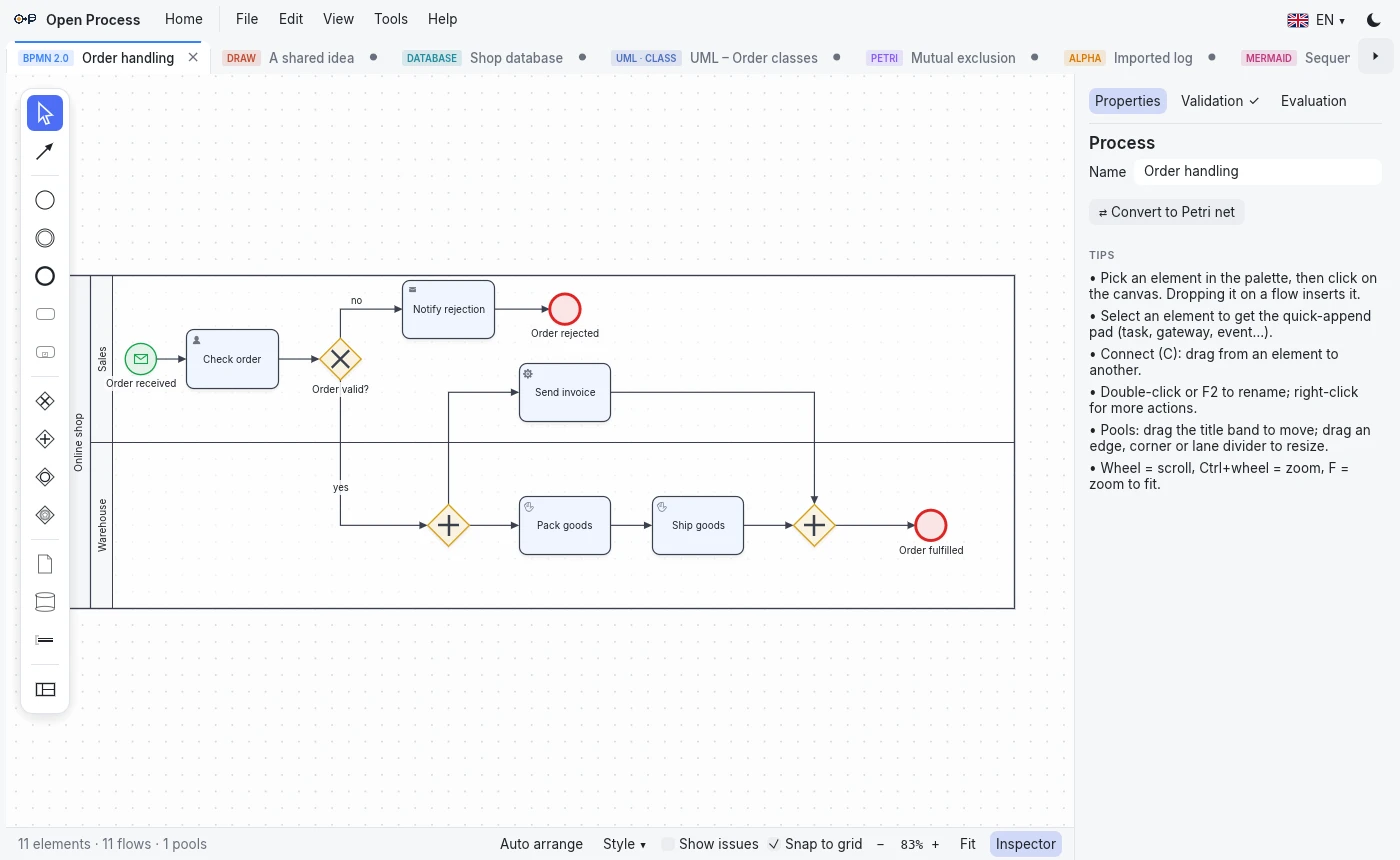 Open Process Home File Edit View Tools Help EN
BPMN 2.0 Order handling DRAW A shared idea DATABASE Shop database UML · CLASS UML – Order classes PETRI Mutual exclusion ALPHA Imported log MERMAID Sequer
Properties Validation ✓ Evaluation
Process
Name Order handling
⇄ Convert to Petri net
TIPS
• Pick an element in the palette, then click on
the canvas. Dropping it on a flow inserts it.
• Select an element to get the quick-append
pad (task, gateway, event...).
• Connect (C): drag from an element to
another.
• Double-click or F2 to rename; right-click
for more actions.
• Pools: drag the title band to move; drag an
edge, corner or lane divider to resize.
• Wheel = scroll, Ctrl+wheel = zoom, F =
zoom to fit.
Online shop
Sales
Warehouse
Order received
Check order
Order valid?
no
Notify rejection
Order rejected
Send invoice
yes
Pack goods
Ship goods
Order fulfilled
11 elements · 11 flows · 1 pools Auto arrange Style Show issues ✓ Snap to grid − 83% + Fit Inspector